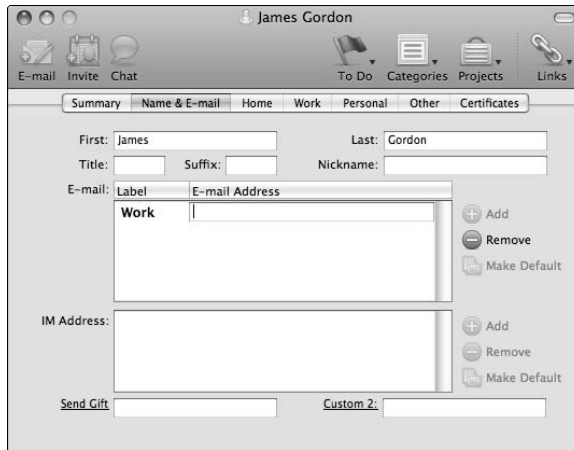 James Gordon
E-mail Invite Chat To Do Categories Projects Links
Summary Name & E-mail Home Work Personal Other Certificates
First: James Last: Gordon
Title: Suffix: Nickname:
E-mail: Label E-mail Address
Work
Add
Remove
Make Default
IM Address:
Add
Remove
Make Default
Send Gift Custom 2: